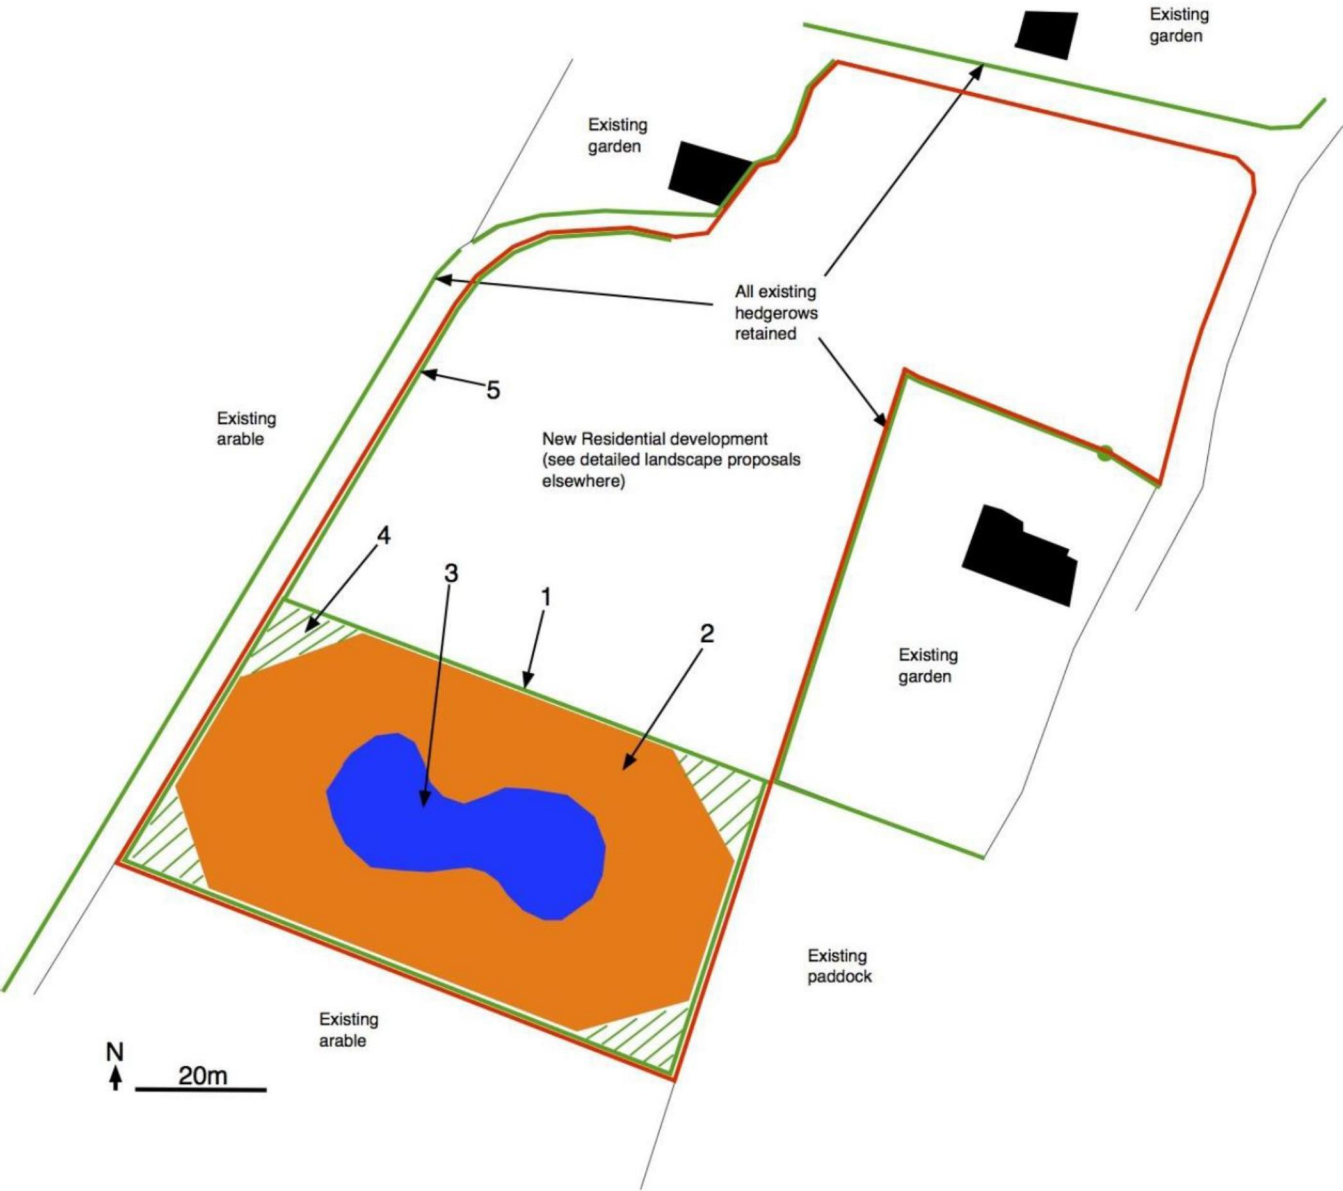 Existing
garden
Existing
garden
All existing
hedgerows
retained
5
Existing
arable
New Residential development
(see detailed landscape proposals
elsewhere)
4
3
1
2
Existing
garden
Existing
paddock
Existing
arable
N
20m